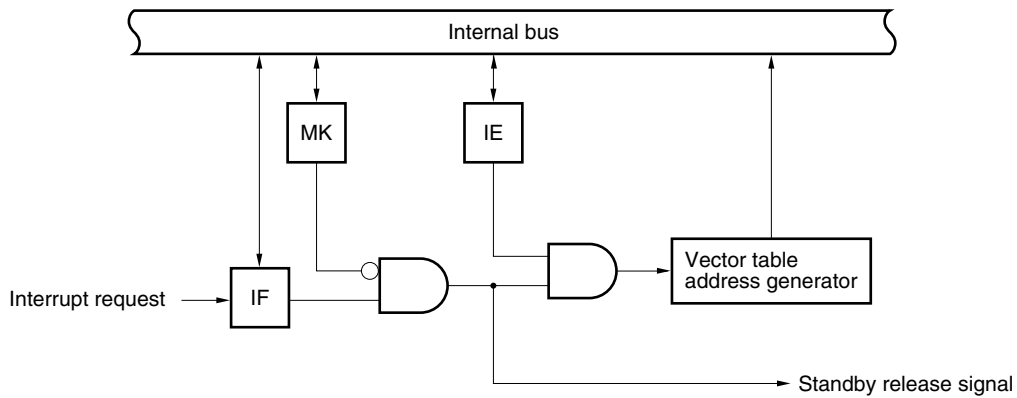 Internal bus
MK
IE
Vector table
address generator
Interrupt request
IF
Standby release signal